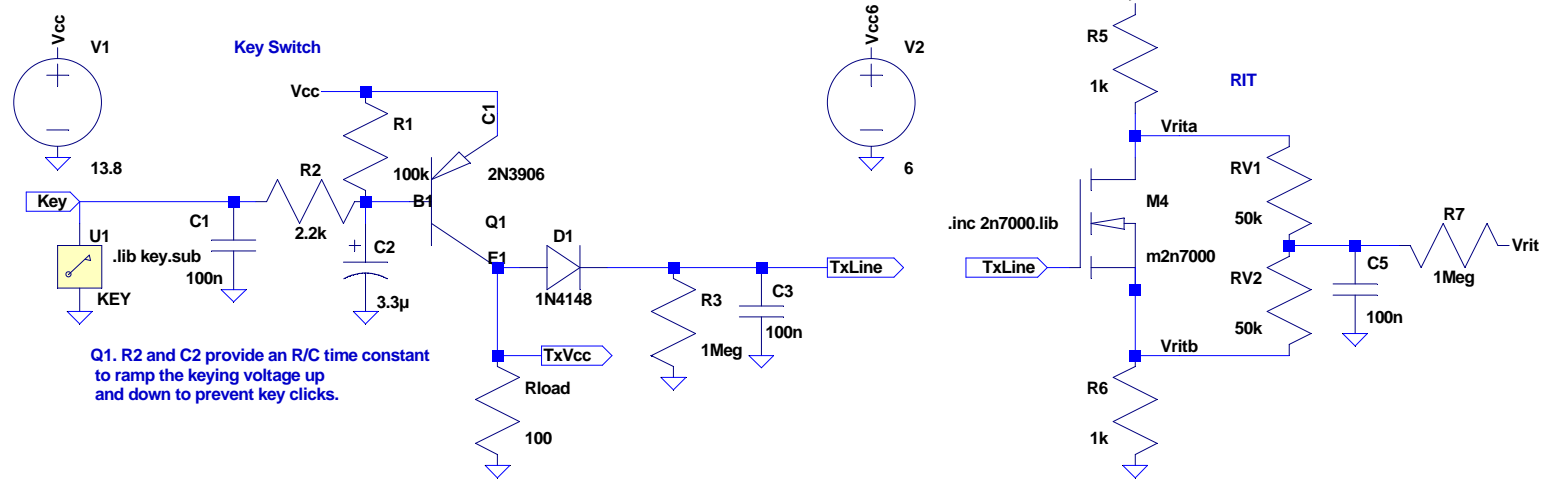 Vcc
V1
13.8
Key Switch
Vcc
R1
100k
C1
2N3906
B1
Q1
E1
Key
U1
.lib key.sub
KEY
C1
100n
R2
2.2k
C2
3.3µ
D1
1N4148
R3
1Meg
C3
100n
TxLine
TxVcc
Rload
100
Q1. R2 and C2 provide an R/C time constant
to ramp the keying voltage up
and down to prevent key clicks.
Vcc6
V2
6
R5
1k
RIT
Vrita
RV1
50k
M4
.inc 2n7000.lib
m2n7000
TxLine
R7
1Meg
Vrit
C5
100n
RV2
50k
Vritb
R6
1k